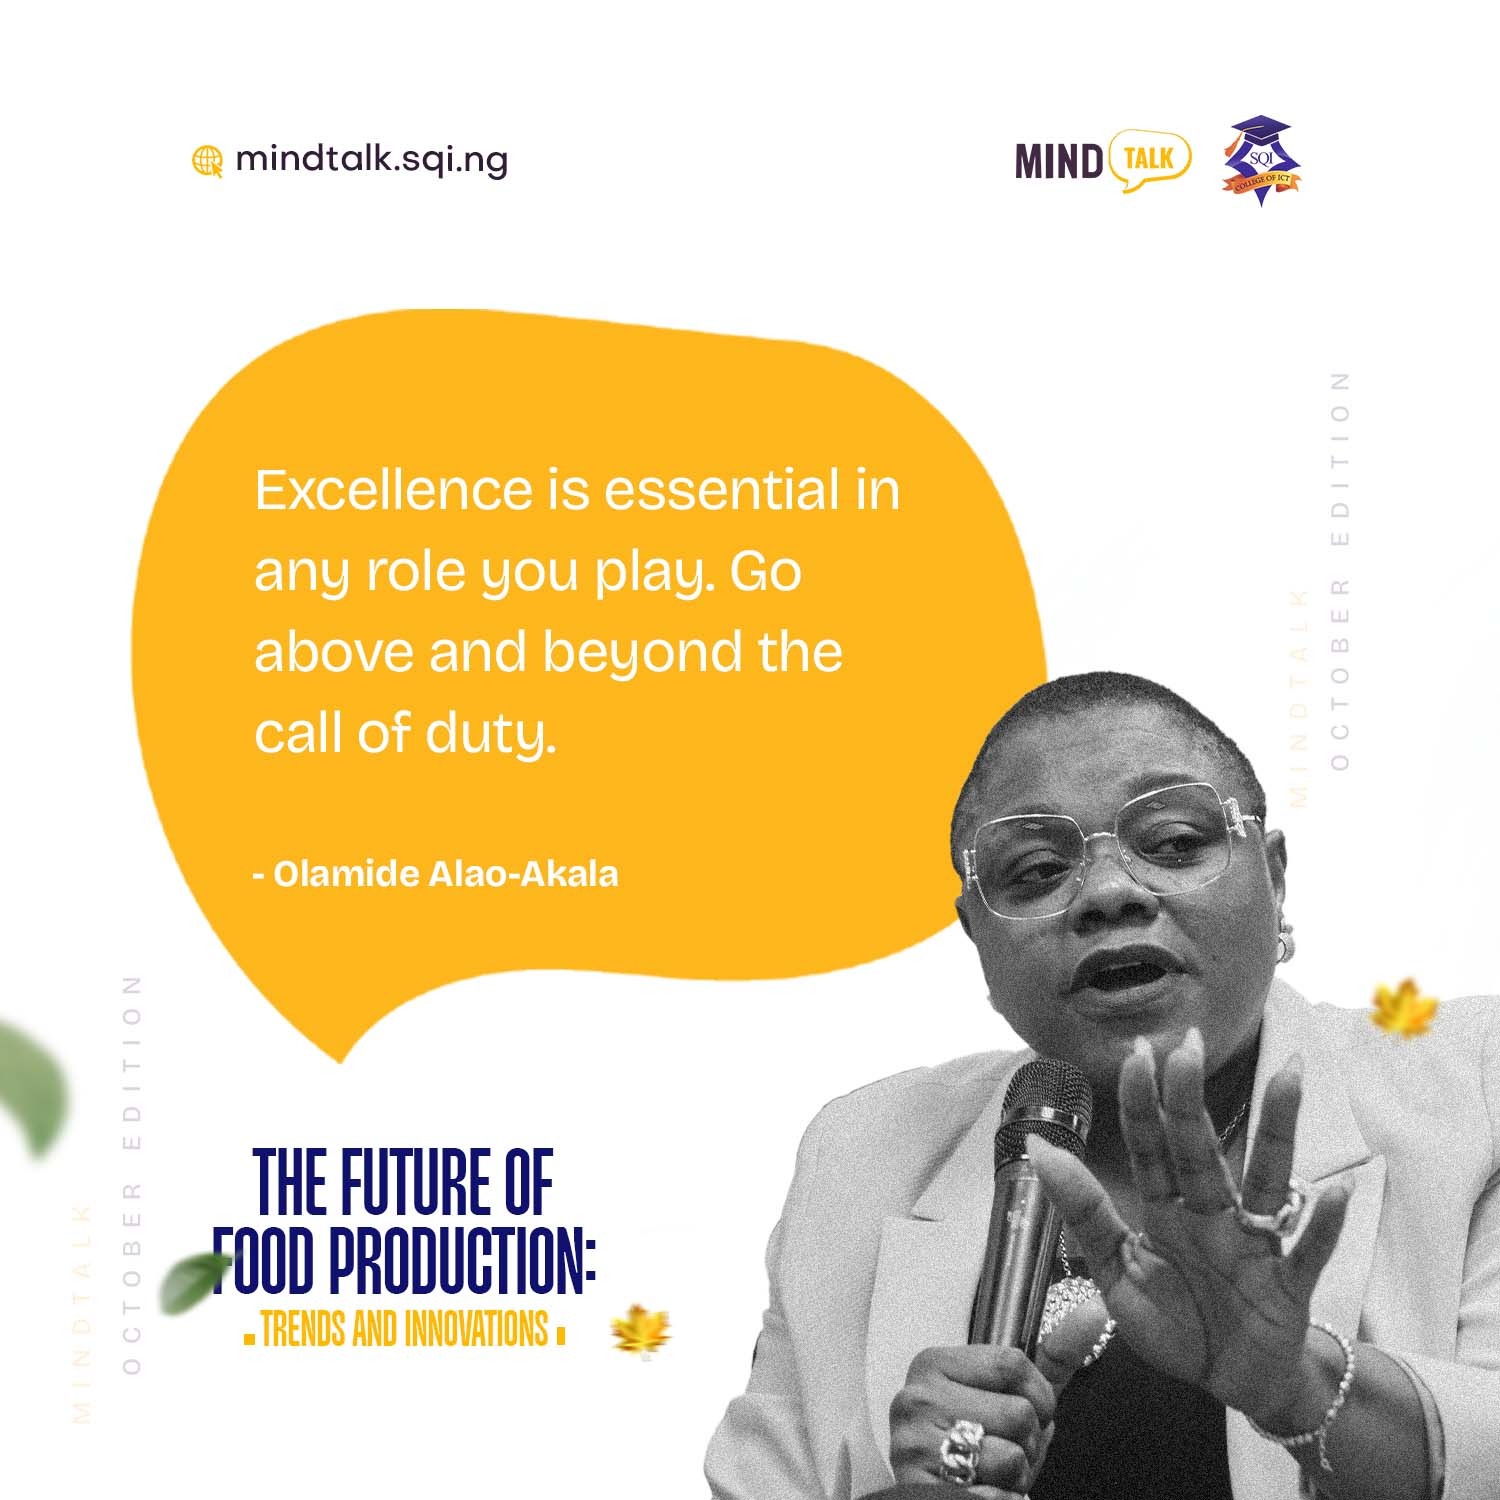 mindtalk.sqi.ng
MIND TALK
SQI
COLLEGE OF ICT
Excellence is essential in
any role you play. Go
above and beyond the
call of duty.
- Olamide Alao-Akala
MINDTALK
OCTOBER EDITION
MINDTALK
OCTOBER EDITION
THE FUTURE OF
FOOD PRODUCTION:
TRENDS AND INNOVATIONS